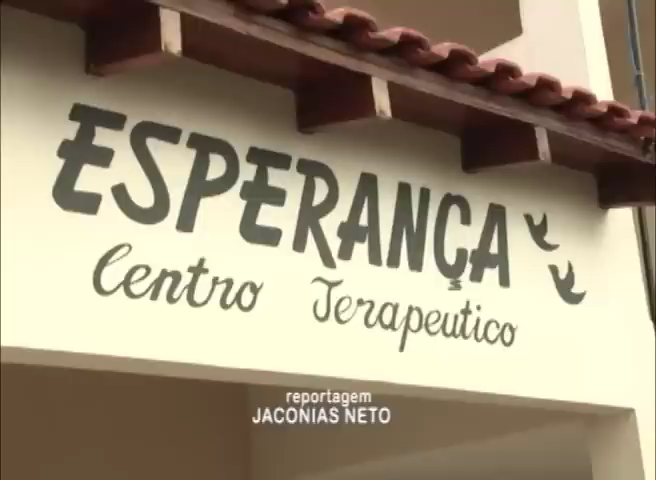 ESPERANÇA
Centro Terapeutico
reportagem
JACONIAS NETO